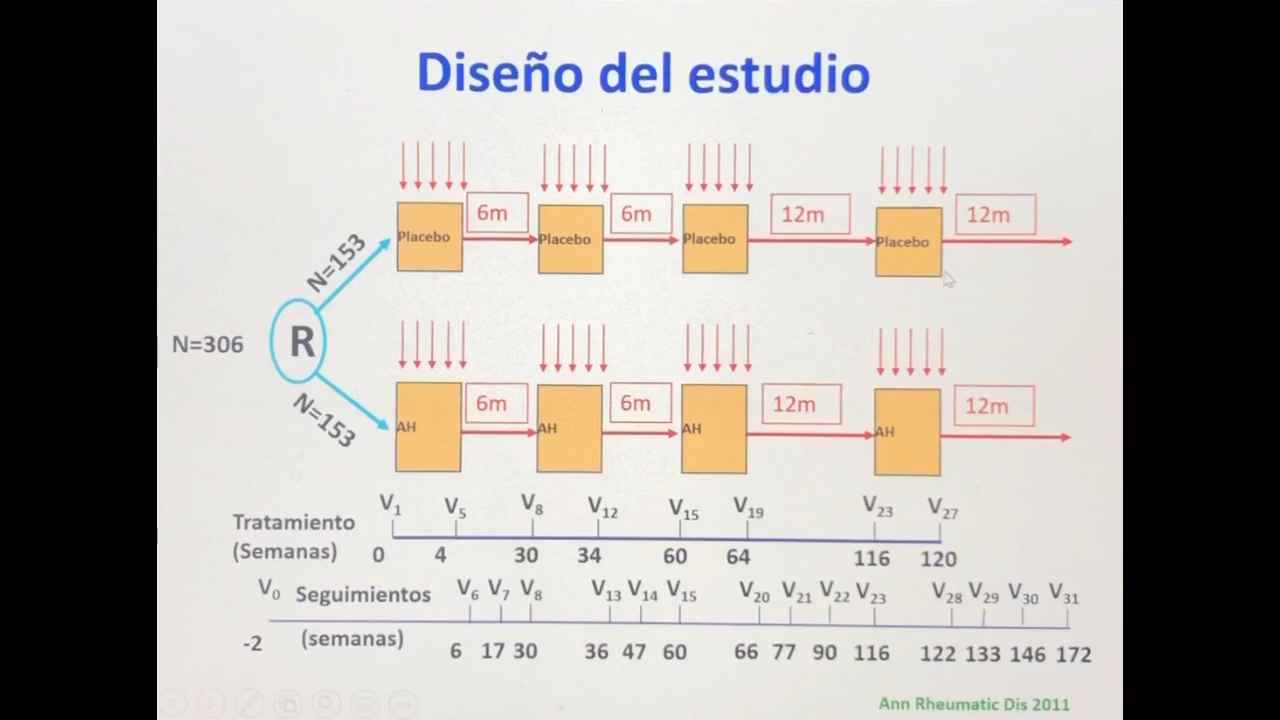 Diseño del estudio
6m
6m
12m
12m
Placebo
Placebo
Placebo
Placebo
N=153
N=306
R
N=153
6m
6m
12m
12m
AH
AH
AH
AH
V1 V5 V8 V12 V15 V19 V23 V27
Tratamiento
(Semanas) 0 4 30 34 60 64 116 120
V0 Seguimientos V6 V7 V8 V13 V14 V15 V20 V21 V22 V23 V28 V29 V30 V31
-2 (semanas) 6 17 30 36 47 60 66 77 90 116 122 133 146 172
Ann Rheumatic Dis 2011